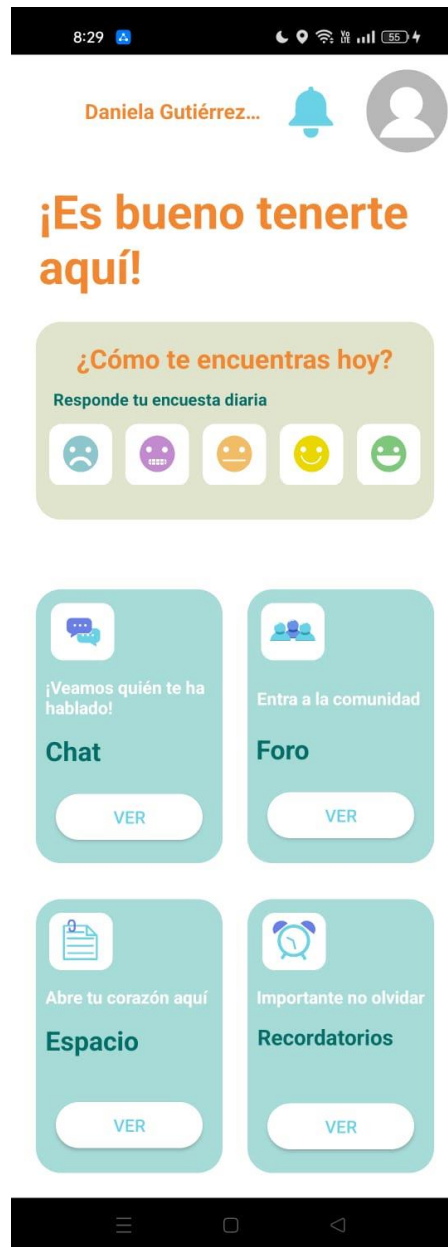 8:29
55
Daniela Gutiérrez...
¡Es bueno tenerte
aquí!
¿Cómo te encuentras hoy?
Responde tu encuesta diaria
¡Veamos quién te ha
hablado!
Chat
VER
Entra a la comunidad
Foro
VER
Abre tu corazón aquí
Espacio
VER
Importante no olvidar
Recordatorios
VER